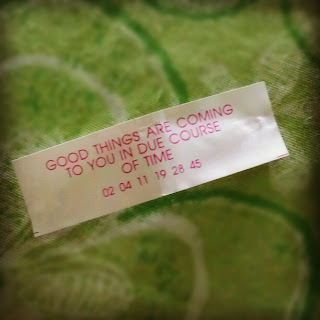 GOOD THINGS ARE COMING
TO YOU IN DUE COURSE
OF TIME
02 04 11 19 28 45